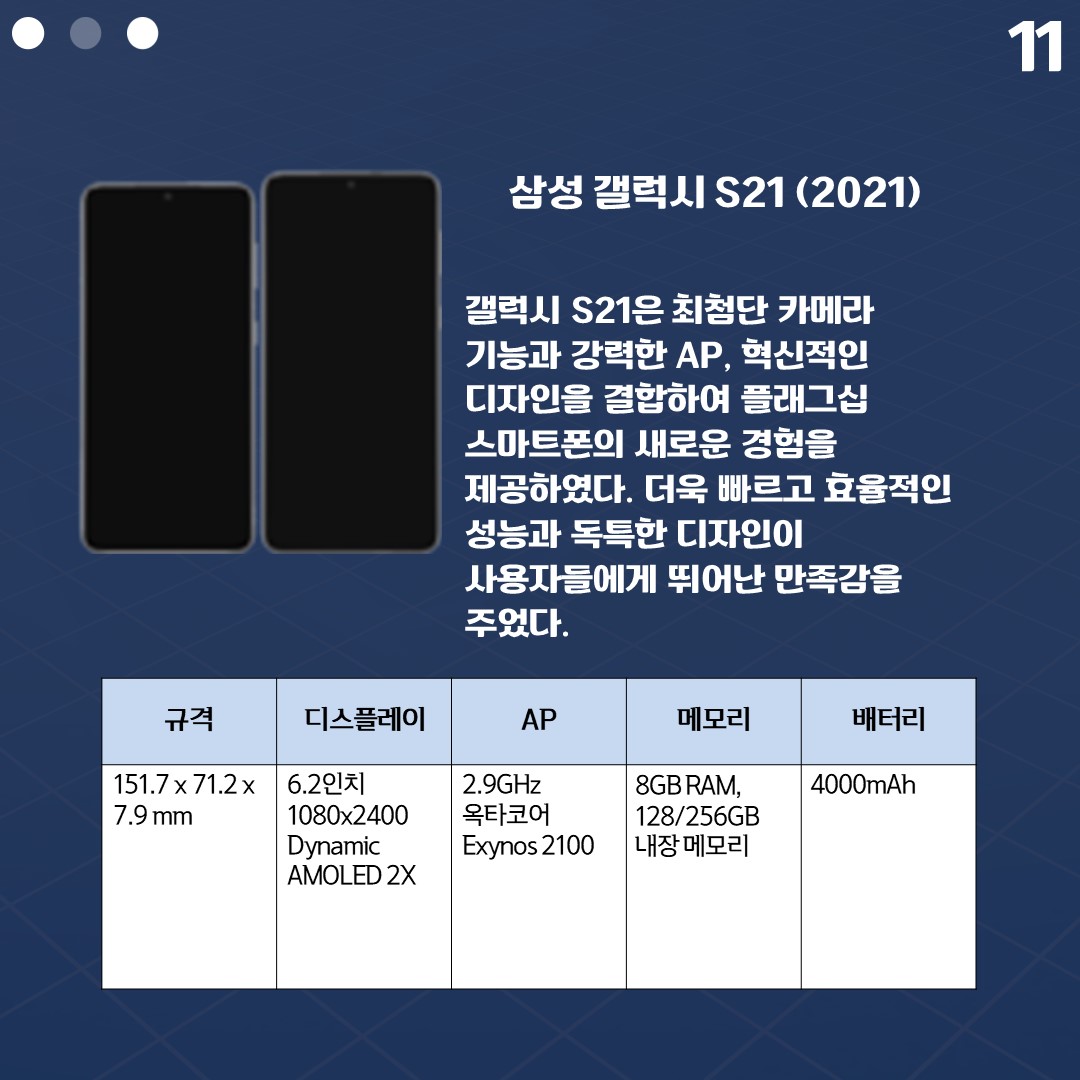 11
삼성 갤럭시 S21 (2021)
갤럭시 S21은 최첨단 카메라
기능과 강력한 AP, 혁신적인
디자인을 결합하여 플래그십
스마트폰의 새로운 경험을
제공하였다. 더욱 빠르고 효율적인
성능과 독특한 디자인이
사용자들에게 뛰어난 만족감을
주었다.
규격 디스플레이 AP 메모리 배터리
151.7 x 71.2 x
7.9 mm
6.2인치
1080x2400
Dynamic
AMOLED 2X
2.9GHz
옥타코어
Exynos 2100
8GB RAM,
128/256GB
내장 메모리
4000mAh